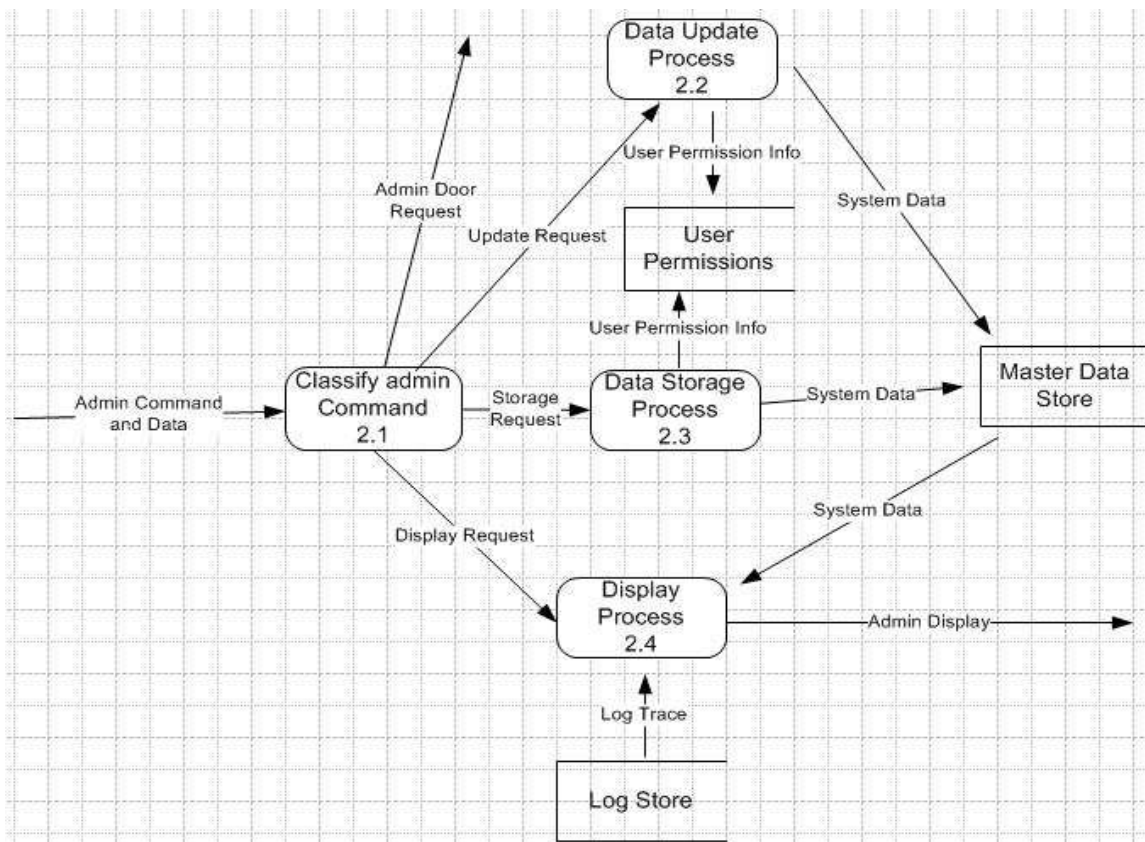 Data Update
Process
2.2
User Permission Info
Admin Door
Request
System Data
Update Request
User
Permissions
User Permission Info
Classify admin
Command
2.1
Data Storage
Process
2.3
Master Data
Store
Admin Command
and Data
Storage
Request
System Data
System Data
Display Request
Display
Process
2.4
Admin Display
Log Trace
Log Store